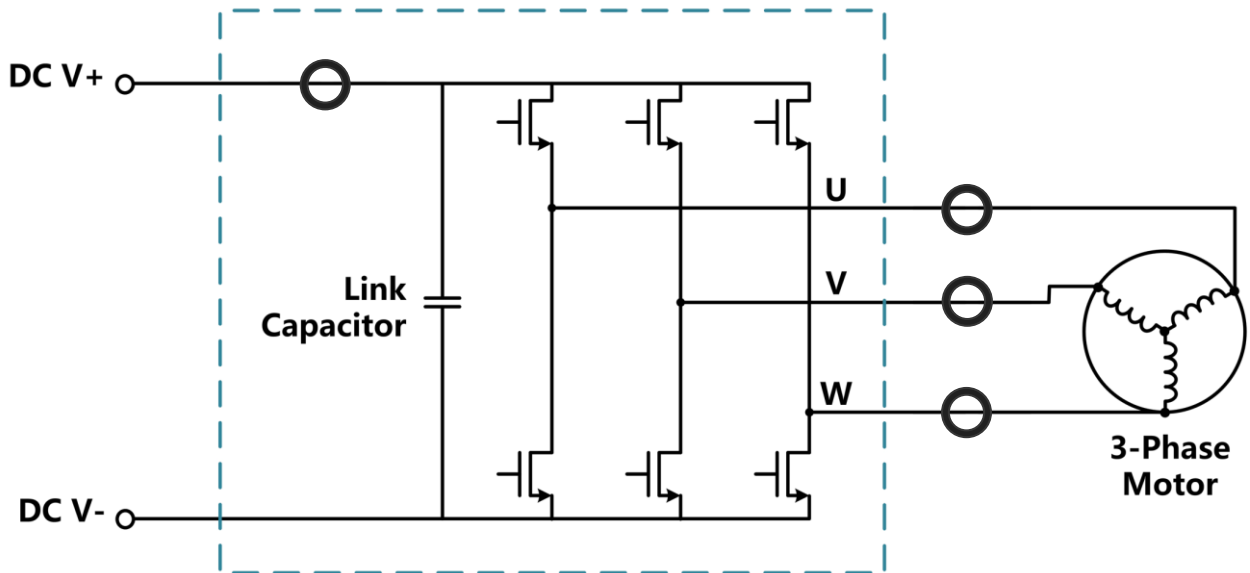 DC V+
U
V
Link
Capacitor
W
3-Phase
Motor
DC V-